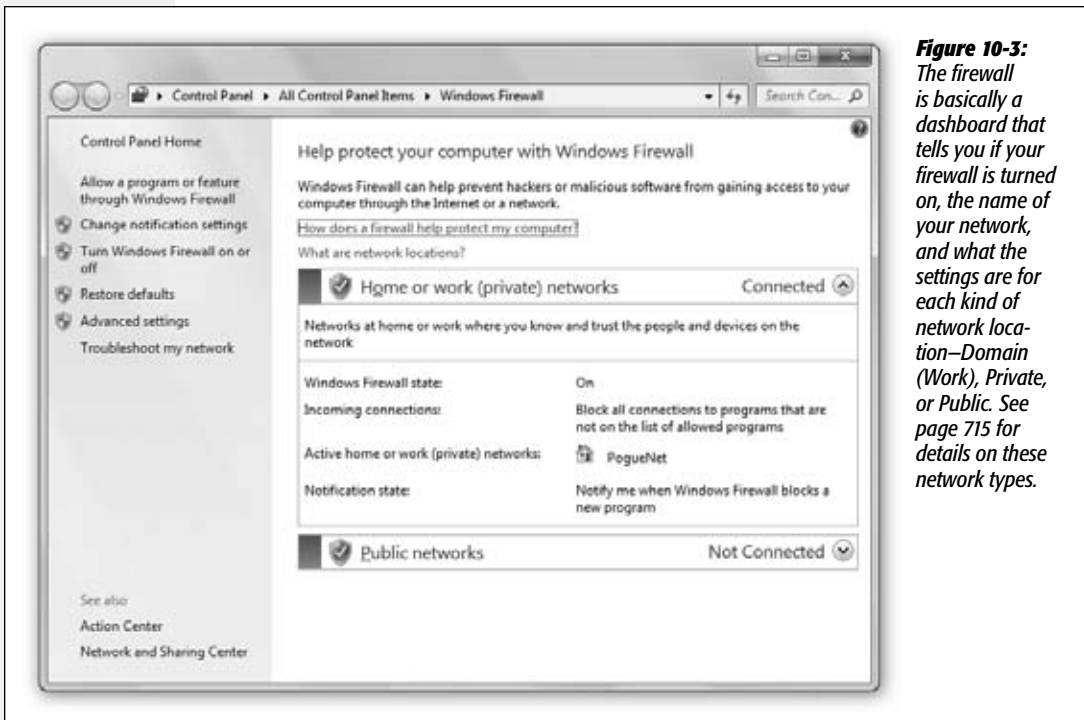 Control Panel ▸ All Control Panel Items ▸ Windows Firewall
Search Con...
Control Panel Home
Allow a program or feature
through Windows Firewall
Change notification settings
Turn Windows Firewall on or
off
Restore defaults
Advanced settings
Troubleshoot my network
See also
Action Center
Network and Sharing Center
Help protect your computer with Windows Firewall
Windows Firewall can help prevent hackers or malicious software from gaining access to your
computer through the Internet or a network.
How does a firewall help protect my computer?
What are network locations?
Home or work (private) networks Connected
Networks at home or work where you know and trust the people and devices on the
network
Windows Firewall state: On
Incoming connections: Block all connections to programs that are
not on the list of allowed programs
Active home or work (private) networks: PogueNet
Notification state: Notify me when Windows Firewall blocks a
new program
Public networks Not Connected
Figure 10-3:
The firewall
is basically a
dashboard that
tells you if your
firewall is turned
on, the name of
your network,
and what the
settings are for
each kind of
network loca-
tion—Domain
(Work), Private,
or Public. See
page 715 for
details on these
network types.